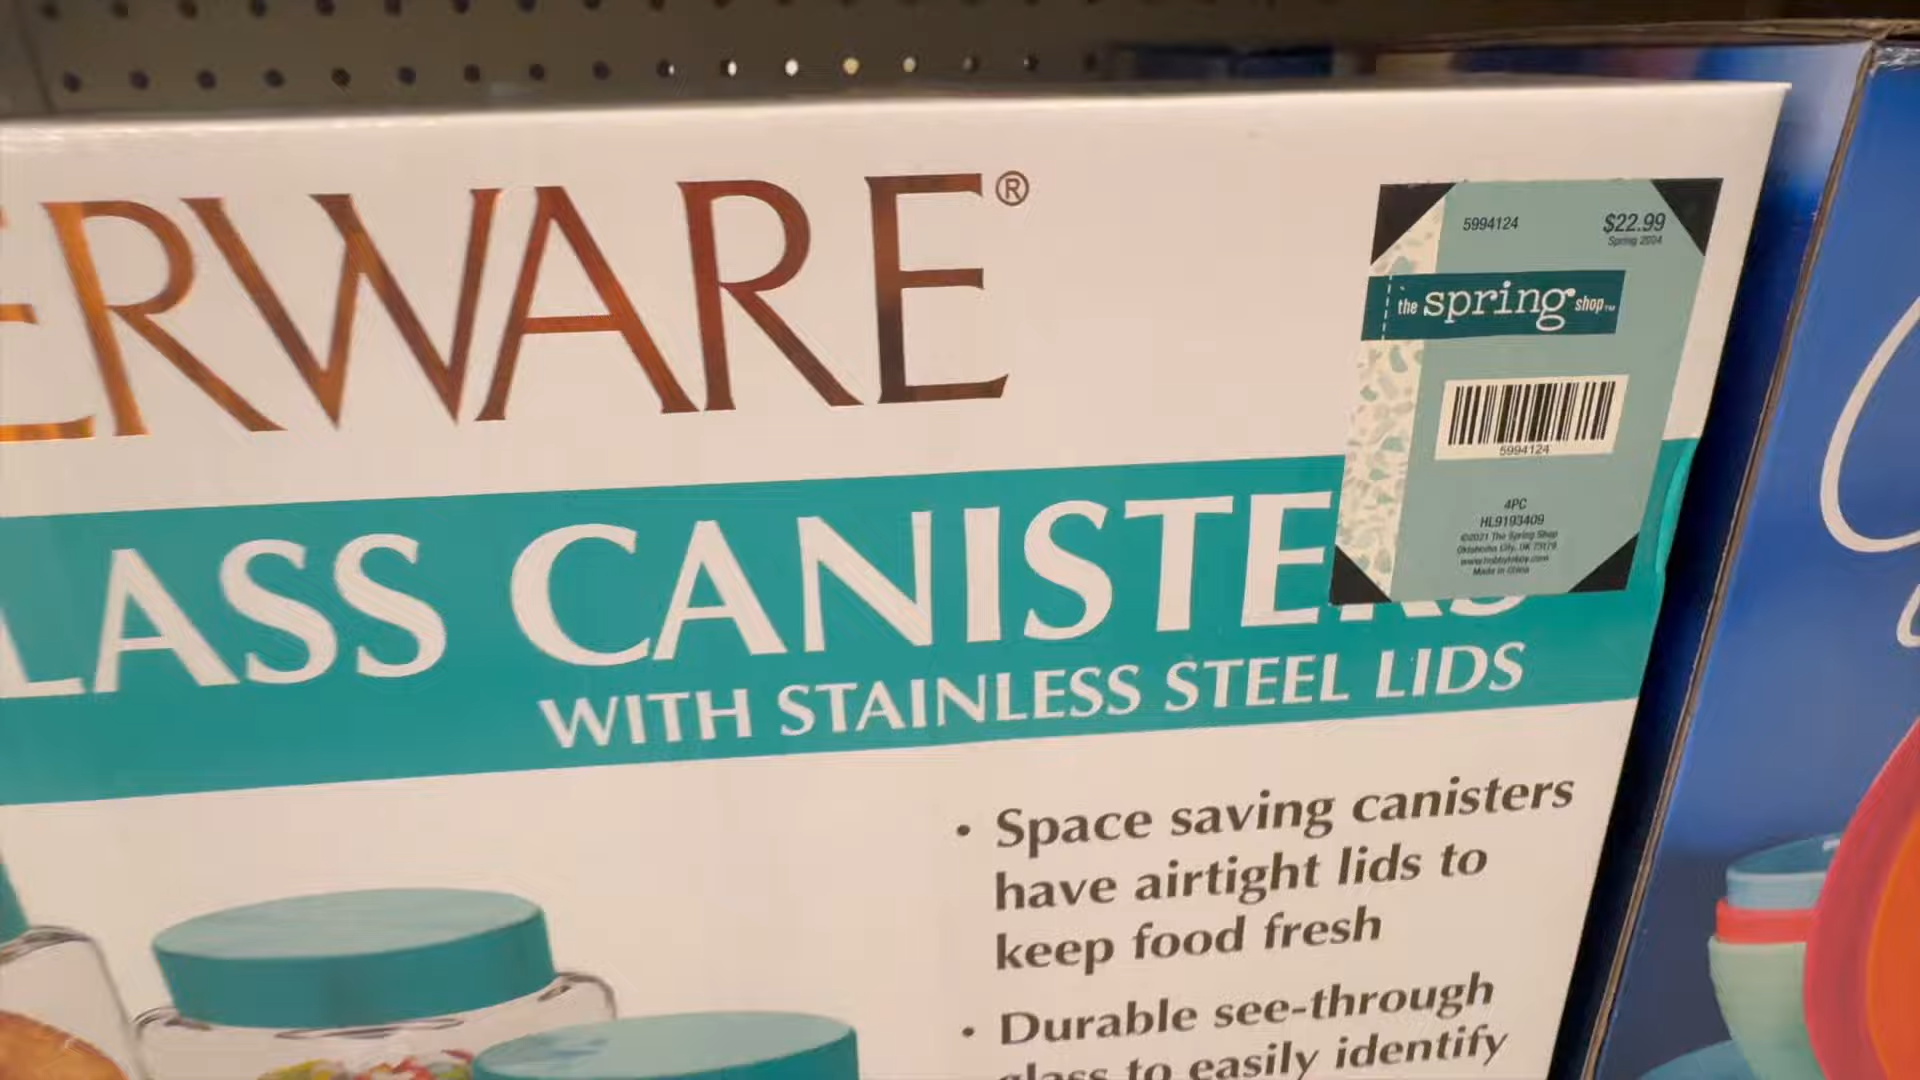 ERWARE®
LASS CANISTERS
WITH STAINLESS STEEL LIDS
• Space saving canisters
have airtight lids to
keep food fresh
• Durable see-through
glass to easily identify
5994124 $22.99
Spring 2024
the spring shop™
5994124
4PC
HL9193409
©2021 The Spring Shop
Oklahoma City, OK 73179
www.hobbylobby.com
Made in China